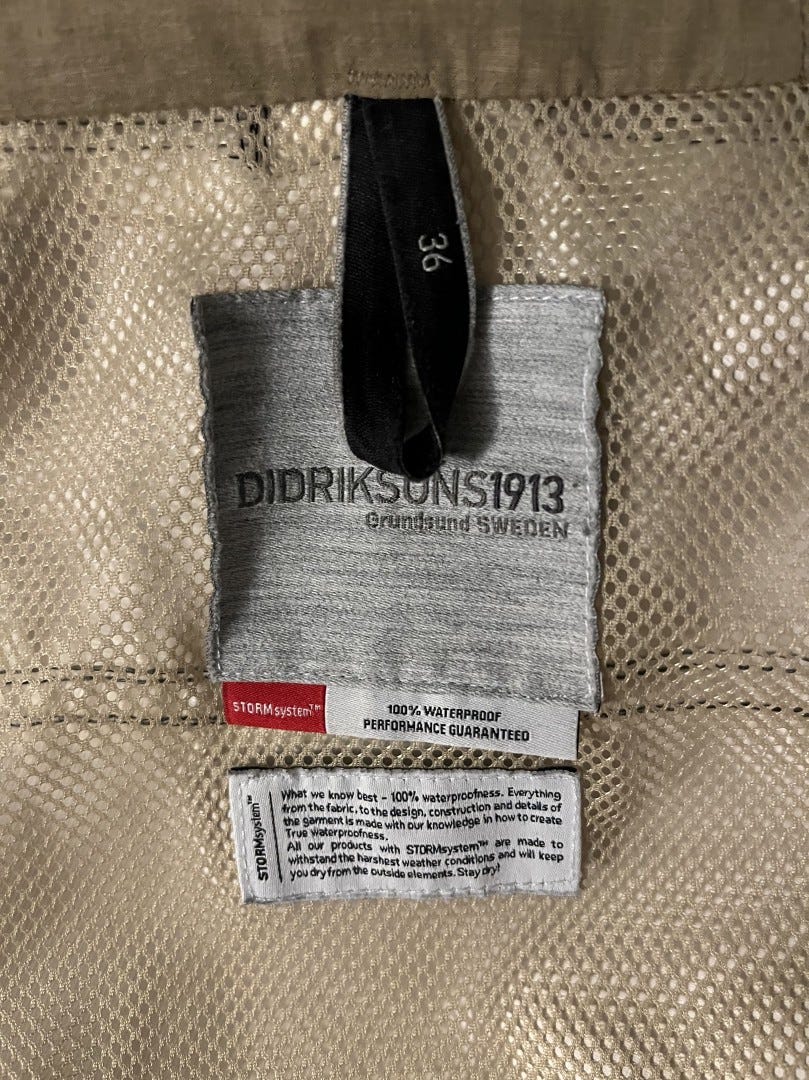 36
DIDRIKSONS1913
Grundsund SWEDEN
STORMsystem™
100% WATERPROOF
PERFORMANCE GUARANTEED
STORMsystem™
What we know best - 100% waterproofness. Everything
from the fabric, to the design, construction and details of
the garment is made with our knowledge in how to create
True Waterproofness.
All our products with STORMsystem™ are made to
withstand the harshest weather conditions and will keep
you dry from the outside elements. Stay dry!